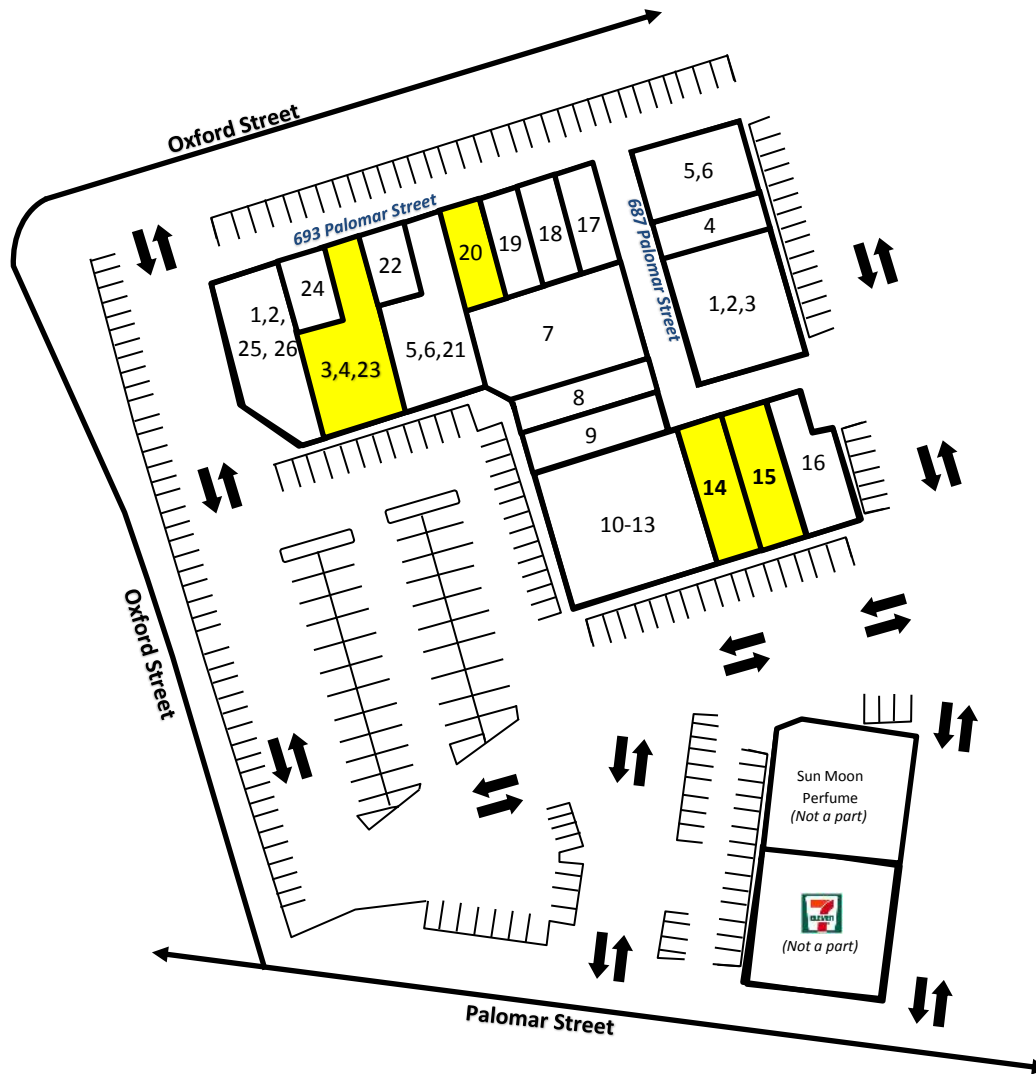 Oxford Street
693 Palomar Street
687 Palomar Street
5,6
4
1,2,3
17
18
19
20
22
24
1,2,
25, 26
3,4,23
5,6,21
7
8
9
10-13
14
15
16
Oxford Street
Sun Moon
Perfume
(Not a part)
7
ELEVEN
(Not a part)
Palomar Street